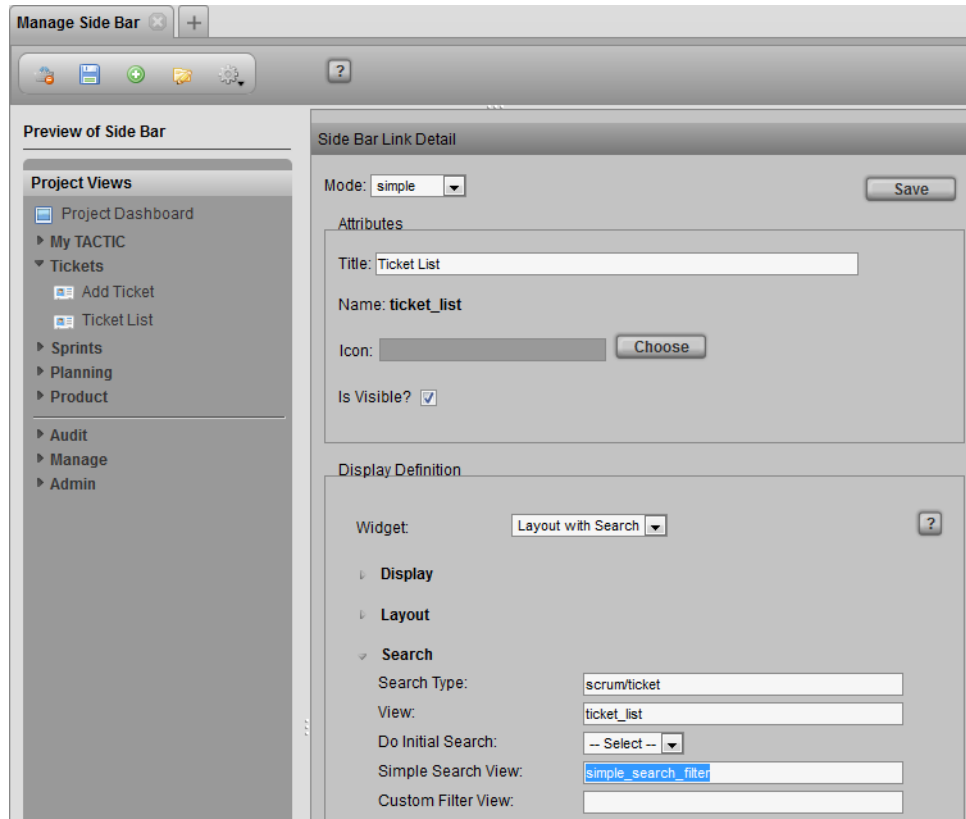 Manage Side Bar
?
Preview of Side Bar
Project Views
Project Dashboard
My TACTIC
Tickets
Add Ticket
Ticket List
Sprints
Planning
Product
Audit
Manage
Admin
Side Bar Link Detail
Mode: simple
Save
Attributes
Title: Ticket List
Name: ticket_list
Icon:
Choose
Is Visible?
Display Definition
Widget: Layout with Search
?
Display
Layout
Search
Search Type: scrum/ticket
View: ticket_list
Do Initial Search: -- Select --
Simple Search View: simple_search_filter
Custom Filter View: